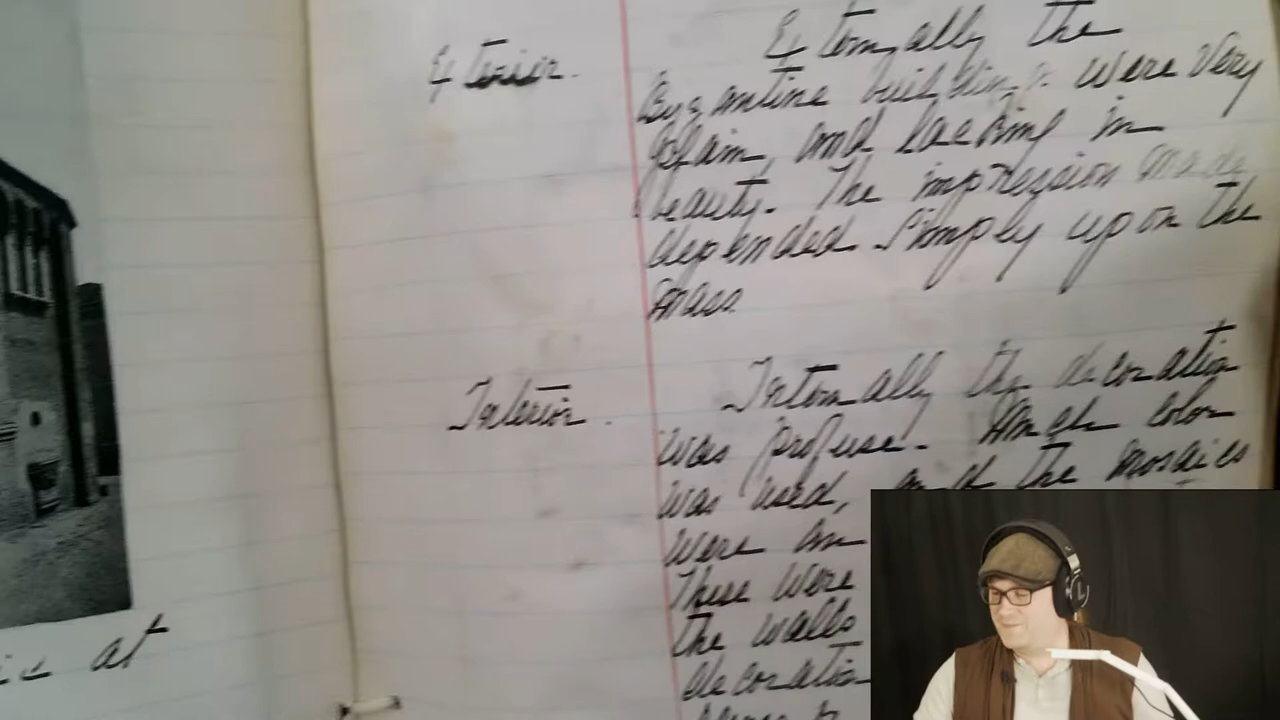 Exterior.
Externally the
Byzantine buildings were very
plain, and lacking in
beauty. The impression made
depended simply upon the
mass.
Interior.
Internally the decoration
was profuse. Much color
was used, and the mosaics
were an
These were
the walls
decoration
at